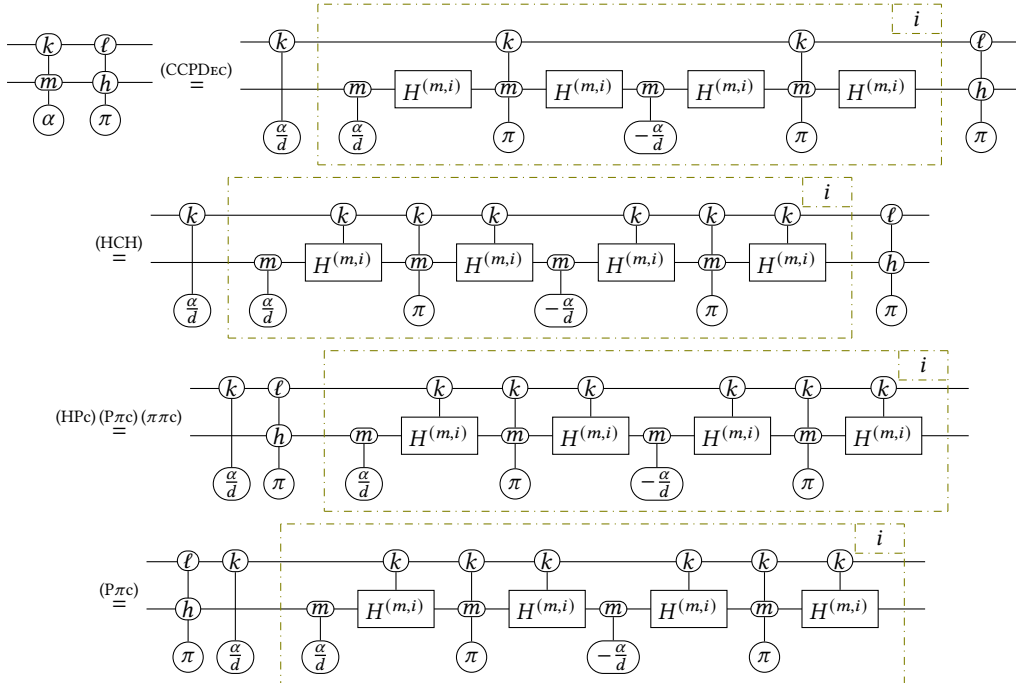 i
k ℓ k k k ℓ
(CCPDEC)
m h = m H^{(m,i)} m H^{(m,i)} m H^{(m,i)} m H^{(m,i)} h
α π α/d α/d π −α/d π π
i
k k k k k k k ℓ
(HCH)
= m H^{(m,i)} m H^{(m,i)} m H^{(m,i)} m H^{(m,i)} h
α/d α/d π −α/d π π
i
k ℓ k k k k k k
(HPc) (Pπc) (ππc)
= h m H^{(m,i)} m H^{(m,i)} m H^{(m,i)} m H^{(m,i)}
α/d π α/d π −α/d π
i
ℓ k k k k k k k
(Pπc)
= h m H^{(m,i)} m H^{(m,i)} m H^{(m,i)} m H^{(m,i)}
π α/d α/d π −α/d π